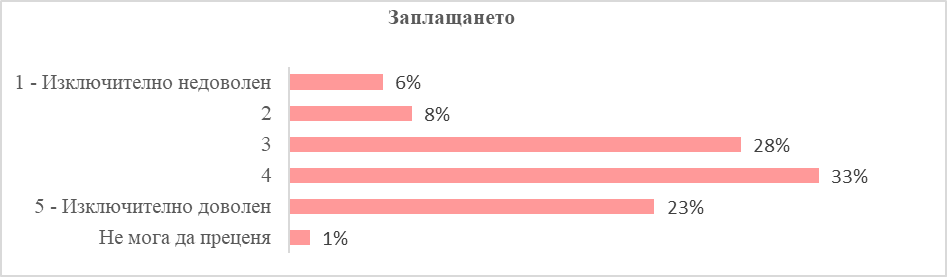 Заплащането
1 - Изключително недоволен 6%
2 8%
3 28%
4 33%
5 - Изключително доволен 23%
Не мога да преценя 1%